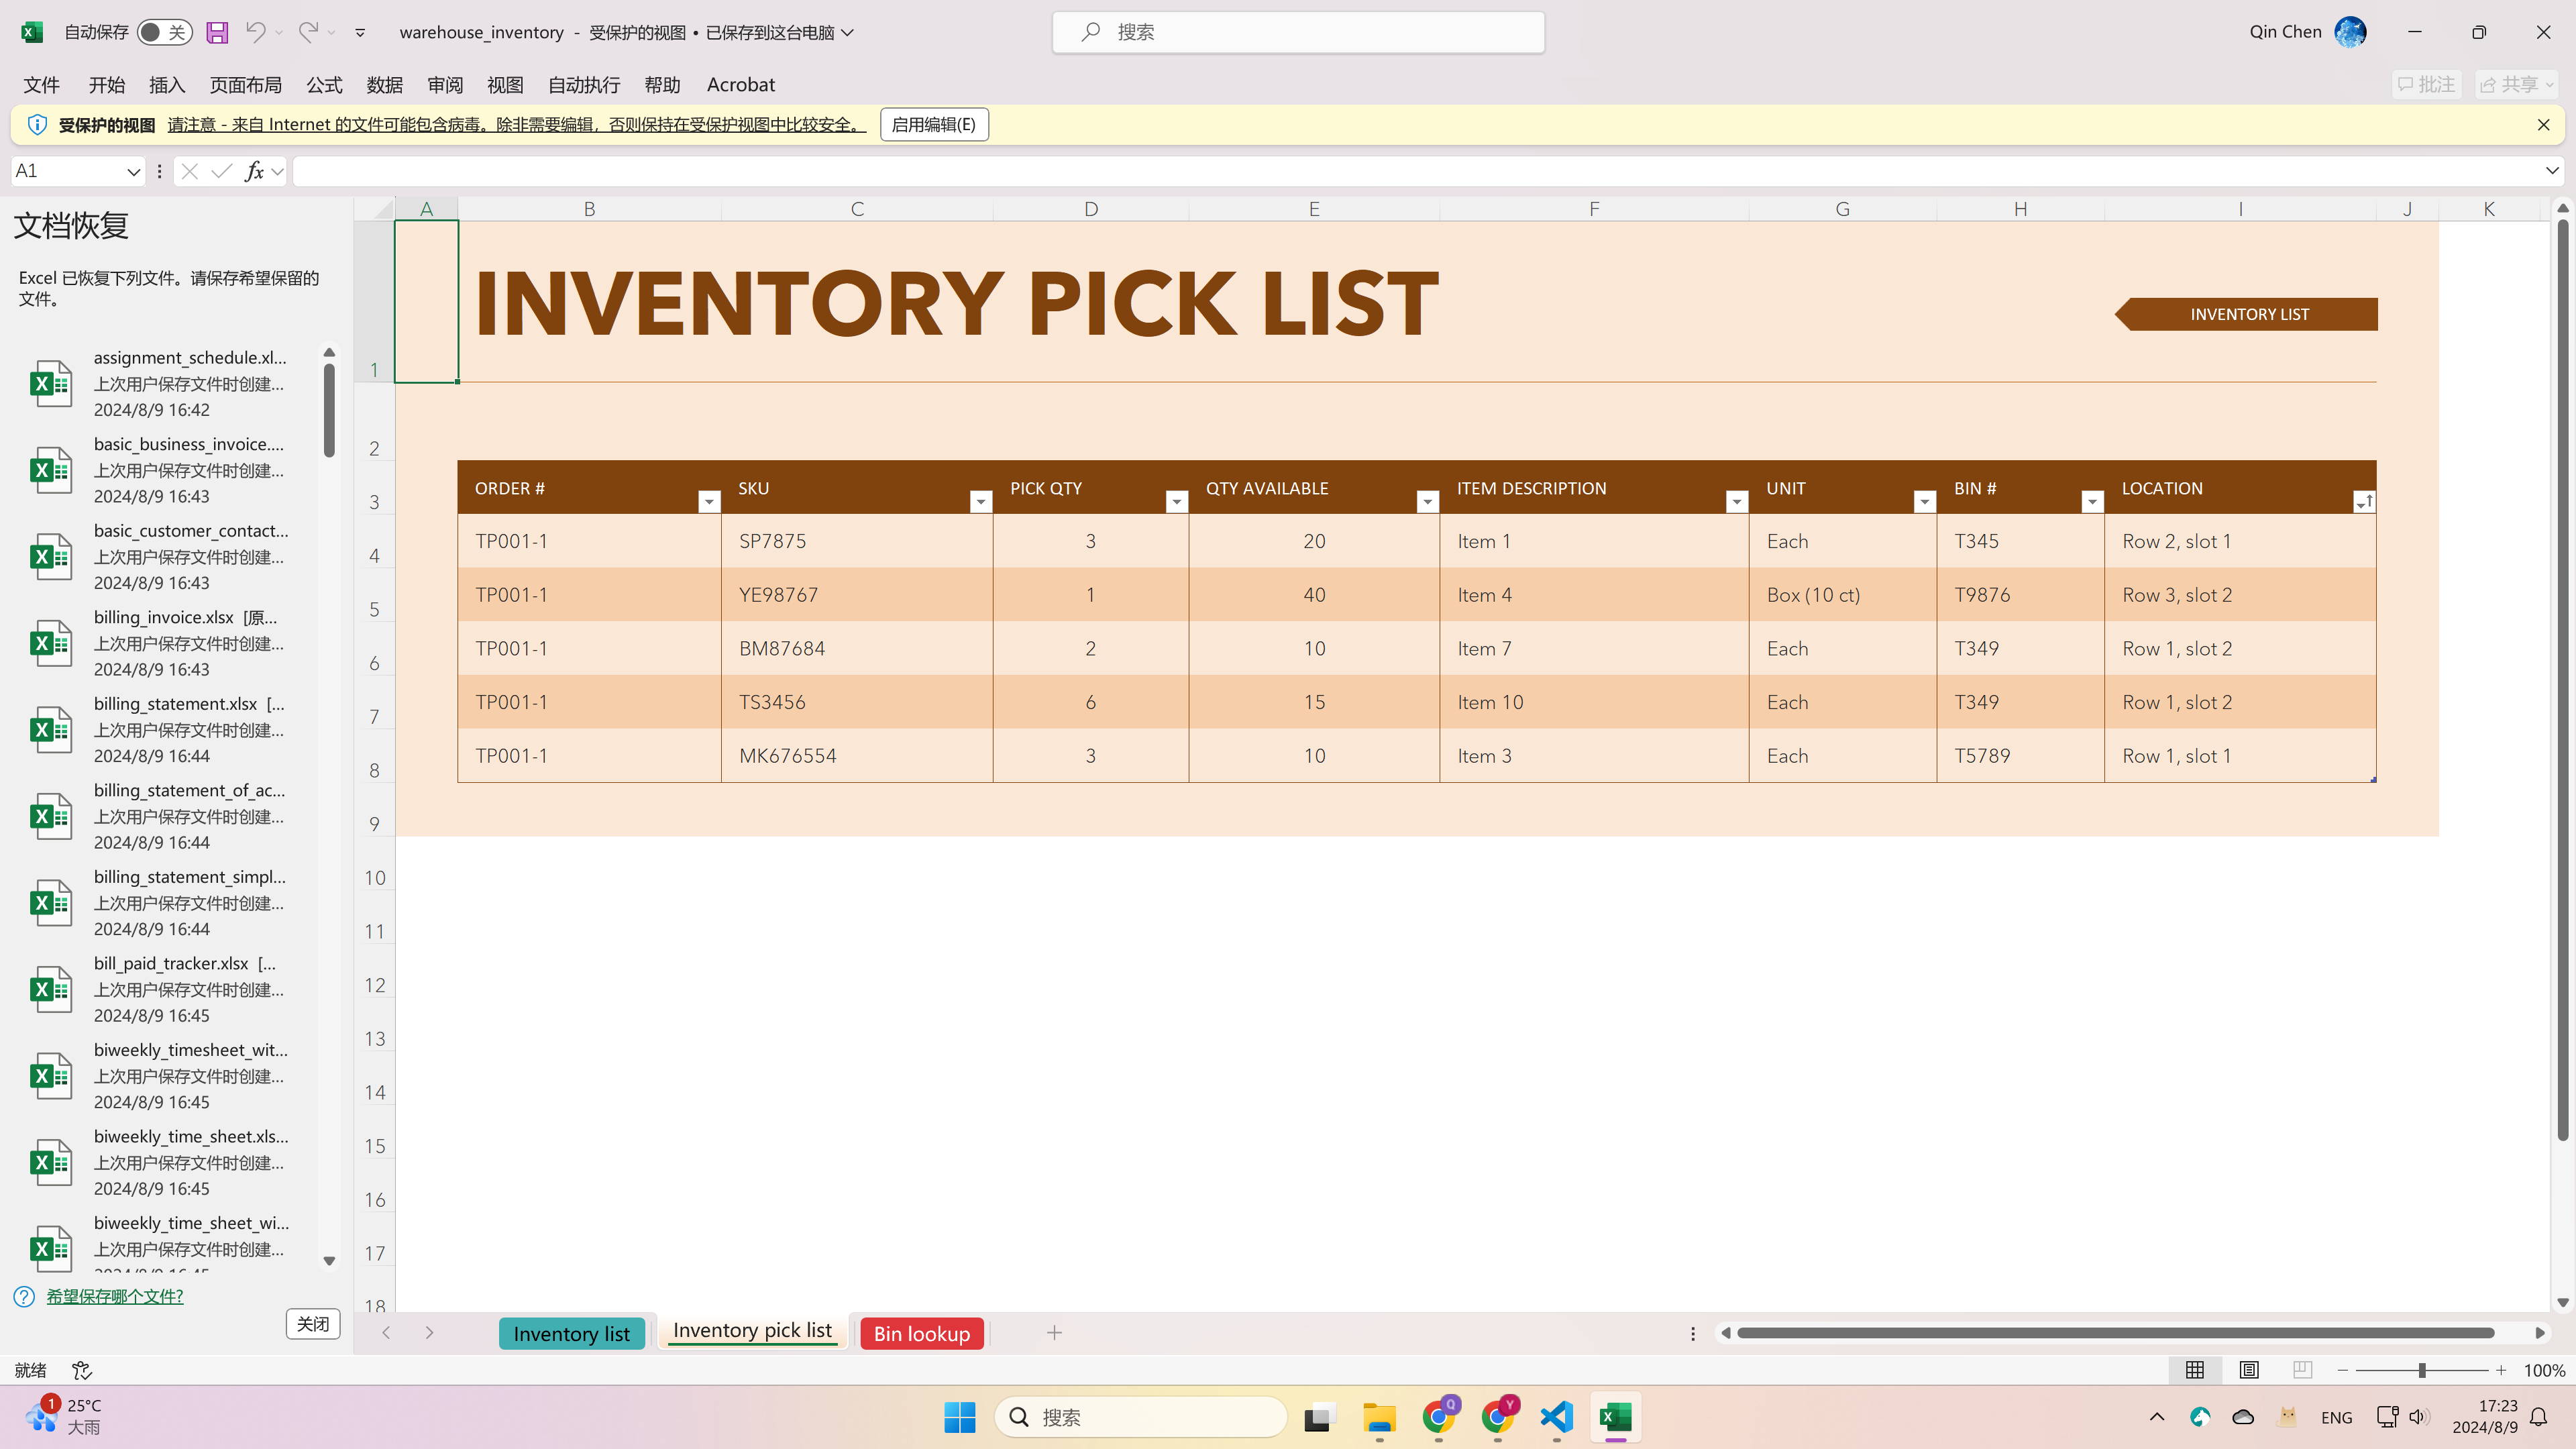 自动保存 关 warehouse_inventory - 受保护的视图 • 已保存到这台电脑 搜索 Qin Chen
文件 开始 插入 页面布局 公式 数据 审阅 视图 自动执行 帮助 Acrobat 批注 共享
受保护的视图 请注意 - 来自 Internet 的文件可能包含病毒。除非需要编辑，否则保持在受保护视图中比较安全。 启用编辑(E)
A1 fx
文档恢复
Excel 已恢复下列文件。请保存希望保留的
文件。
assignment_schedule.xl...
上次用户保存文件时创建...
2024/8/9 16:42
basic_business_invoice....
上次用户保存文件时创建...
2024/8/9 16:43
basic_customer_contact...
上次用户保存文件时创建...
2024/8/9 16:43
billing_invoice.xlsx [原...
上次用户保存文件时创建...
2024/8/9 16:43
billing_statement.xlsx [...
上次用户保存文件时创建...
2024/8/9 16:44
billing_statement_of_ac...
上次用户保存文件时创建...
2024/8/9 16:44
billing_statement_simpl...
上次用户保存文件时创建...
2024/8/9 16:44
bill_paid_tracker.xlsx [...
上次用户保存文件时创建...
2024/8/9 16:45
biweekly_timesheet_wit...
上次用户保存文件时创建...
2024/8/9 16:45
biweekly_time_sheet.xls...
上次用户保存文件时创建...
2024/8/9 16:45
biweekly_time_sheet_wi...
上次用户保存文件时创建...
希望保存哪个文件?
关闭
A B C D E F G H I J K
1 INVENTORY PICK LIST INVENTORY LIST
2
3 ORDER # SKU PICK QTY QTY AVAILABLE ITEM DESCRIPTION UNIT BIN # LOCATION
4 TP001-1 SP7875 3 20 Item 1 Each T345 Row 2, slot 1
5 TP001-1 YE98767 1 40 Item 4 Box (10 ct) T9876 Row 3, slot 2
6 TP001-1 BM87684 2 10 Item 7 Each T349 Row 1, slot 2
7 TP001-1 TS3456 6 15 Item 10 Each T349 Row 1, slot 2
8 TP001-1 MK676554 3 10 Item 3 Each T5789 Row 1, slot 1
9
10
11
12
13
14
15
16
17
18
Inventory list Inventory pick list Bin lookup
就绪 100%
1 25°C
大雨
搜索
Q Y
ENG
17:23
2024/8/9